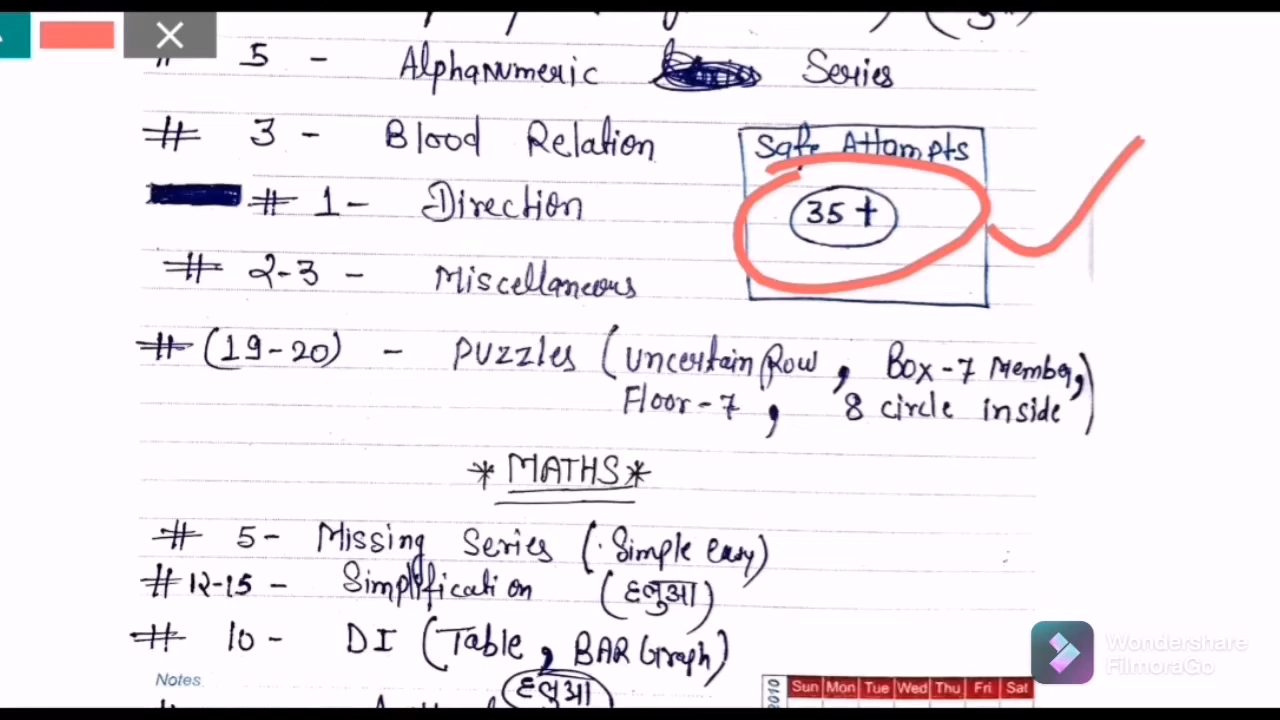 # 5 - Alphanumeric Series
# 3 - Blood Relation
Safe Attampts
35 +
# 1 - Direction
# 2-3 - Miscellaneous
# (19-20) - Puzzles (Uncertain Row, Box-7 Member,
Floor-7, 8 circle inside)
* MATHS *
# 5- Missing Series (Simple easy)
# 12-15 - Simplification (हलुआ)
# 10 - DI (Table, BAR Graph)
Notes
(हलुआ)
2010 Sun Mon Tue Wed Thu Fri Sat
Wondershare
FilmoraGo